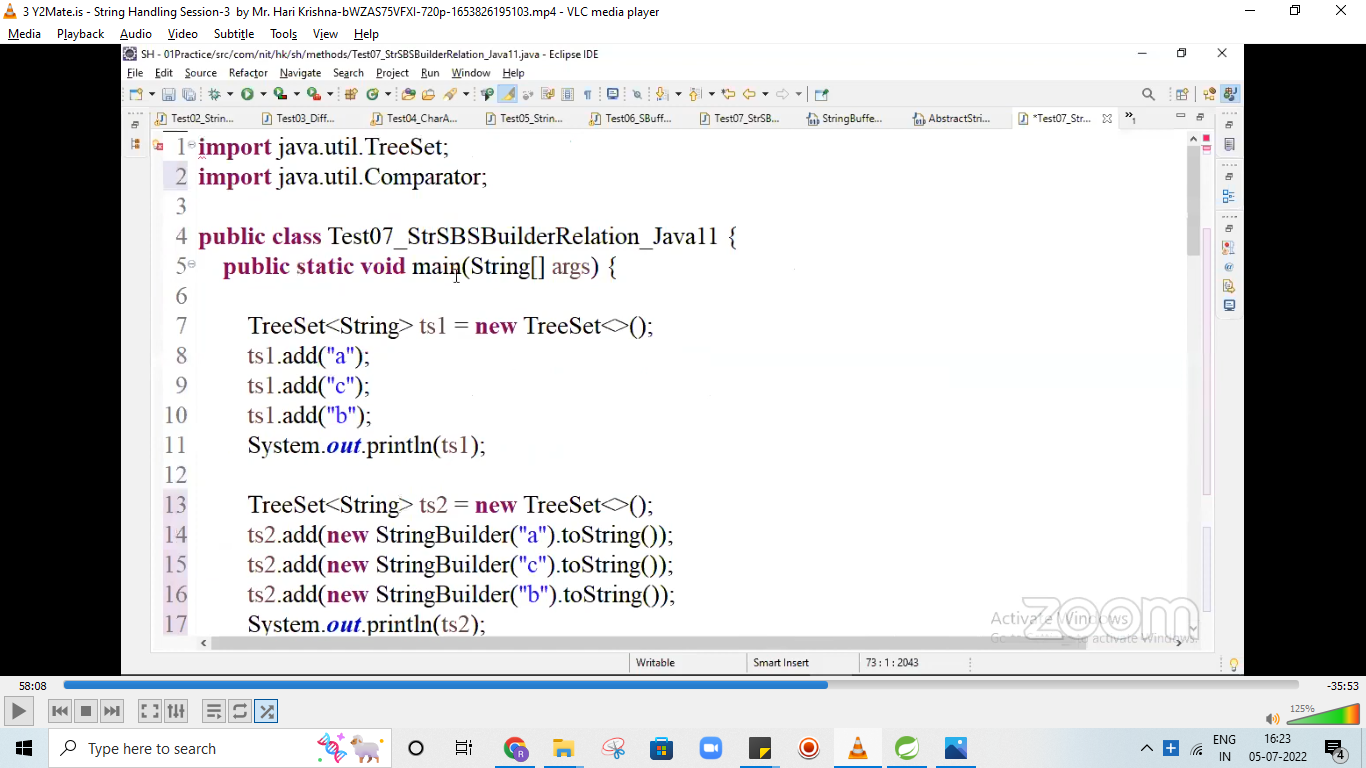 3 Y2Mate.is - String Handling Session-3 by Mr. Hari Krishna-bWZAS75VFXI-720p-1653826195103.mp4 - VLC media player
Media Playback Audio Video Subtitle Tools View Help
SH - 01Practice/src/com/nit/hk/sh/methods/Test07_StrSBSBuilderRelation_Java11.java - Eclipse IDE
File Edit Source Refactor Navigate Search Project Run Window Help
Test02_Strin... Test03_Diff... Test04_CharA... Test05_Strin... Test06_SBuff... Test07_StrSB... StringBuffe... AbstractStri... *Test07_Str... »1
1 import java.util.TreeSet;
2 import java.util.Comparator;
3
4 public class Test07_StrSBSBuilderRelation_Java11 {
5 public static void main(String[] args) {
6
7 TreeSet<String> ts1 = new TreeSet<>();
8 ts1.add("a");
9 ts1.add("c");
10 ts1.add("b");
11 System.out.println(ts1);
12
13 TreeSet<String> ts2 = new TreeSet<>();
14 ts2.add(new StringBuilder("a").toString());
15 ts2.add(new StringBuilder("c").toString());
16 ts2.add(new StringBuilder("b").toString());
17 System.out.println(ts2);
Activate Windows
zoom
Writable Smart Insert 73 : 1 : 2043
58:08 -35:53
125%
Type here to search
ENG 16:23
IN 05-07-2022 4